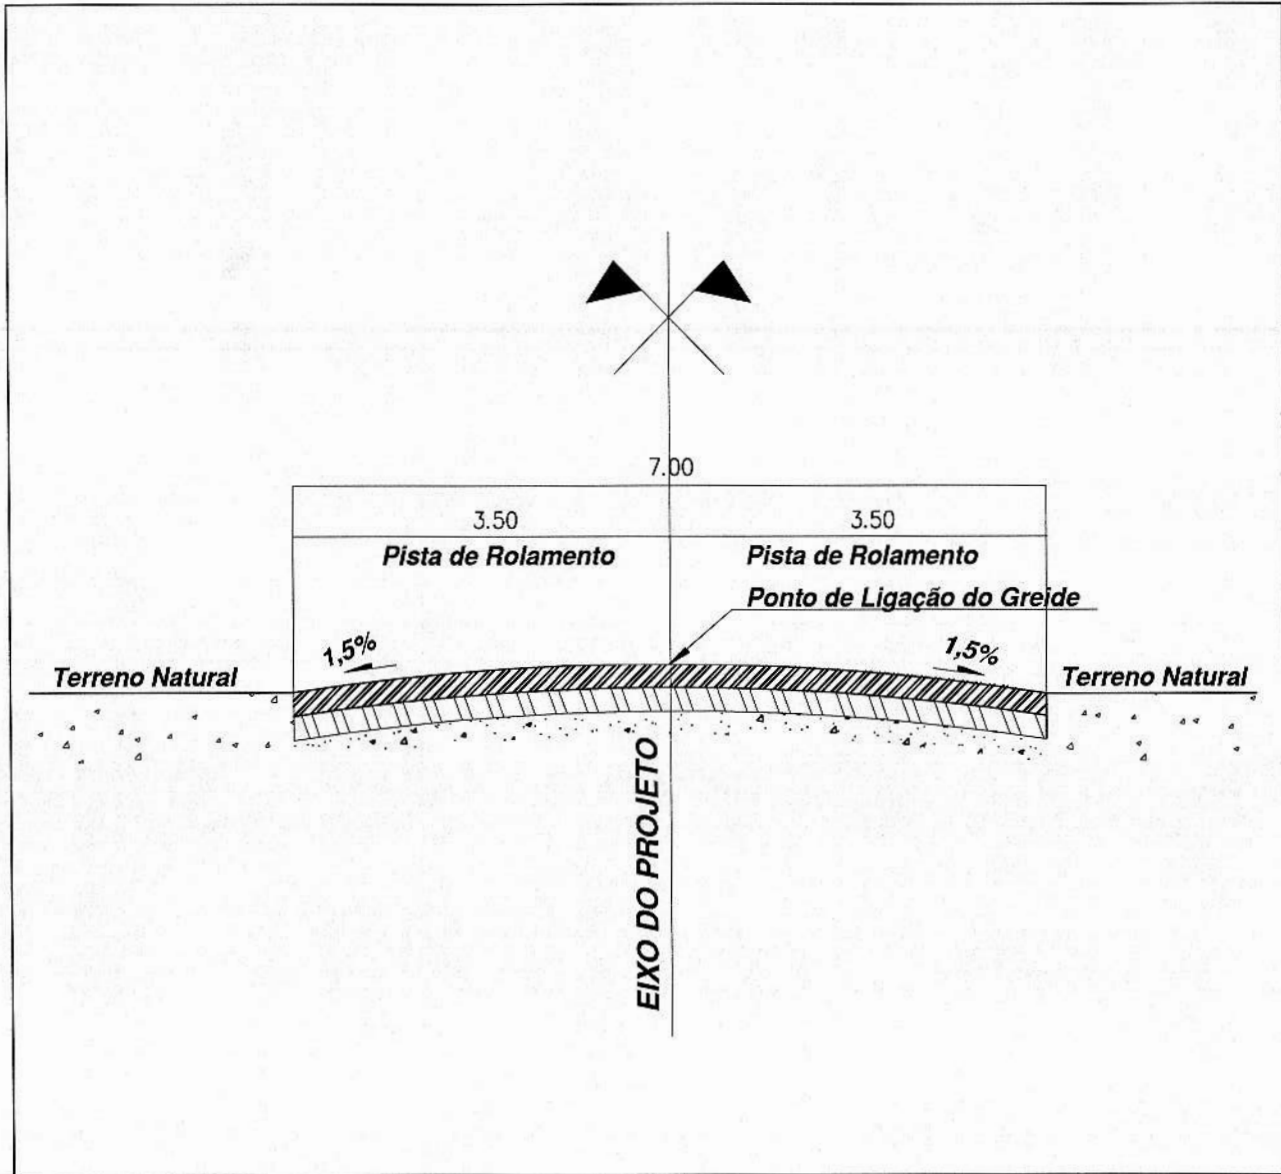 7.00
3.50 3.50
Pista de Rolamento Pista de Rolamento
Ponto de Ligação do Greide
1,5% 1,5%
Terreno Natural Terreno Natural
EIXO DO PROJETO